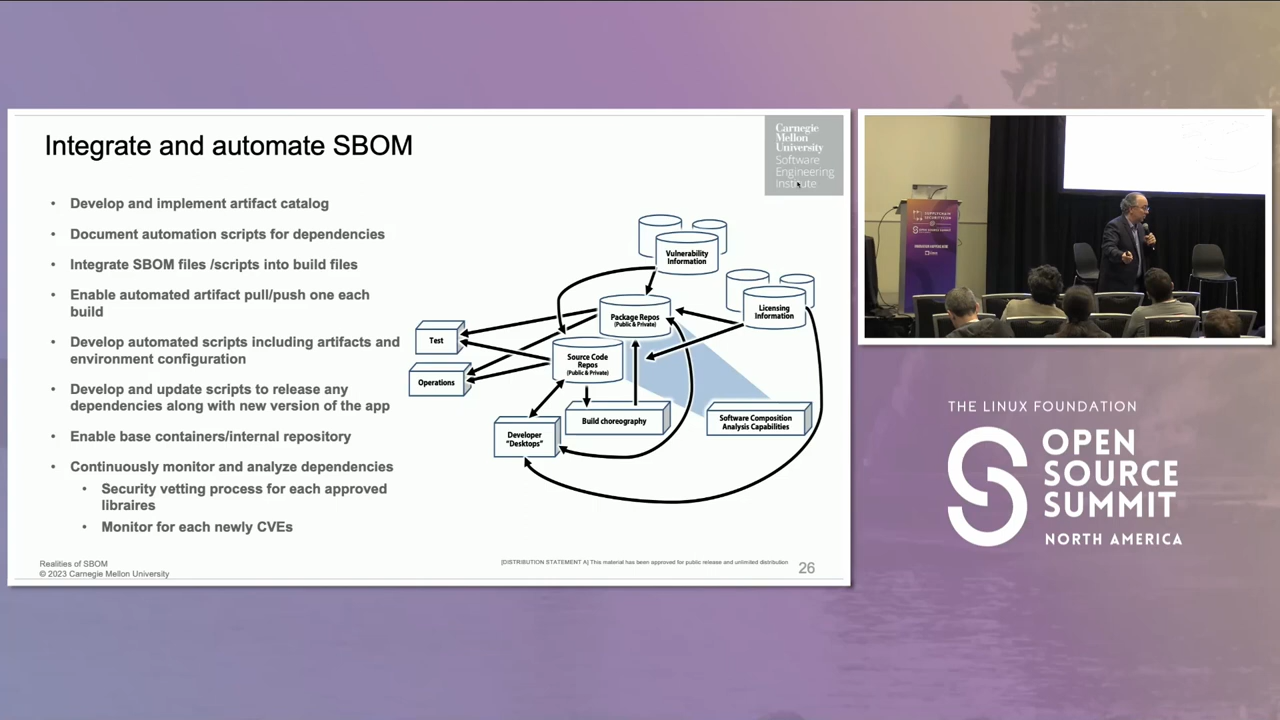 Integrate and automate SBOM
Carnegie
Mellon
University
Software
Engineering
Institute
• Develop and implement artifact catalog
• Document automation scripts for dependencies
• Integrate SBOM files /scripts into build files
• Enable automated artifact pull/push one each
build
• Develop automated scripts including artifacts and
environment configuration
• Develop and update scripts to release any
dependencies along with new version of the app
• Enable base containers/internal repository
• Continuously monitor and analyze dependencies
• Security vetting process for each approved
libraires
• Monitor for each newly CVEs
Vulnerability
Information
Package Repos
(Public & Private)
Licensing
Information
Test
Source Code
Repos
(Public & Private)
Operations
Build choreography
Software Composition
Analysis Capabilities
Developer
"Desktops"
Realities of SBOM
© 2023 Carnegie Mellon University
[DISTRIBUTION STATEMENT A] This material has been approved for public release and unlimited distribution
26
THE LINUX FOUNDATION
OPEN
SOURCE
SUMMIT
NORTH AMERICA